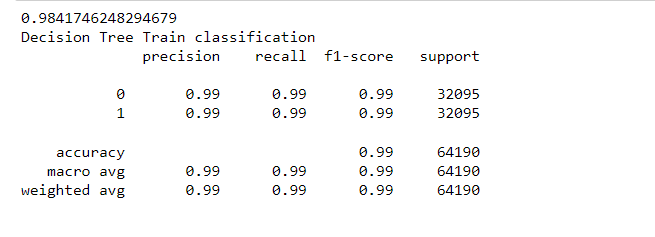 0.9841746248294679
Decision Tree Train classification
precision recall f1-score support
0 0.99 0.99 0.99 32095
1 0.99 0.99 0.99 32095
accuracy 0.99 64190
macro avg 0.99 0.99 0.99 64190
weighted avg 0.99 0.99 0.99 64190